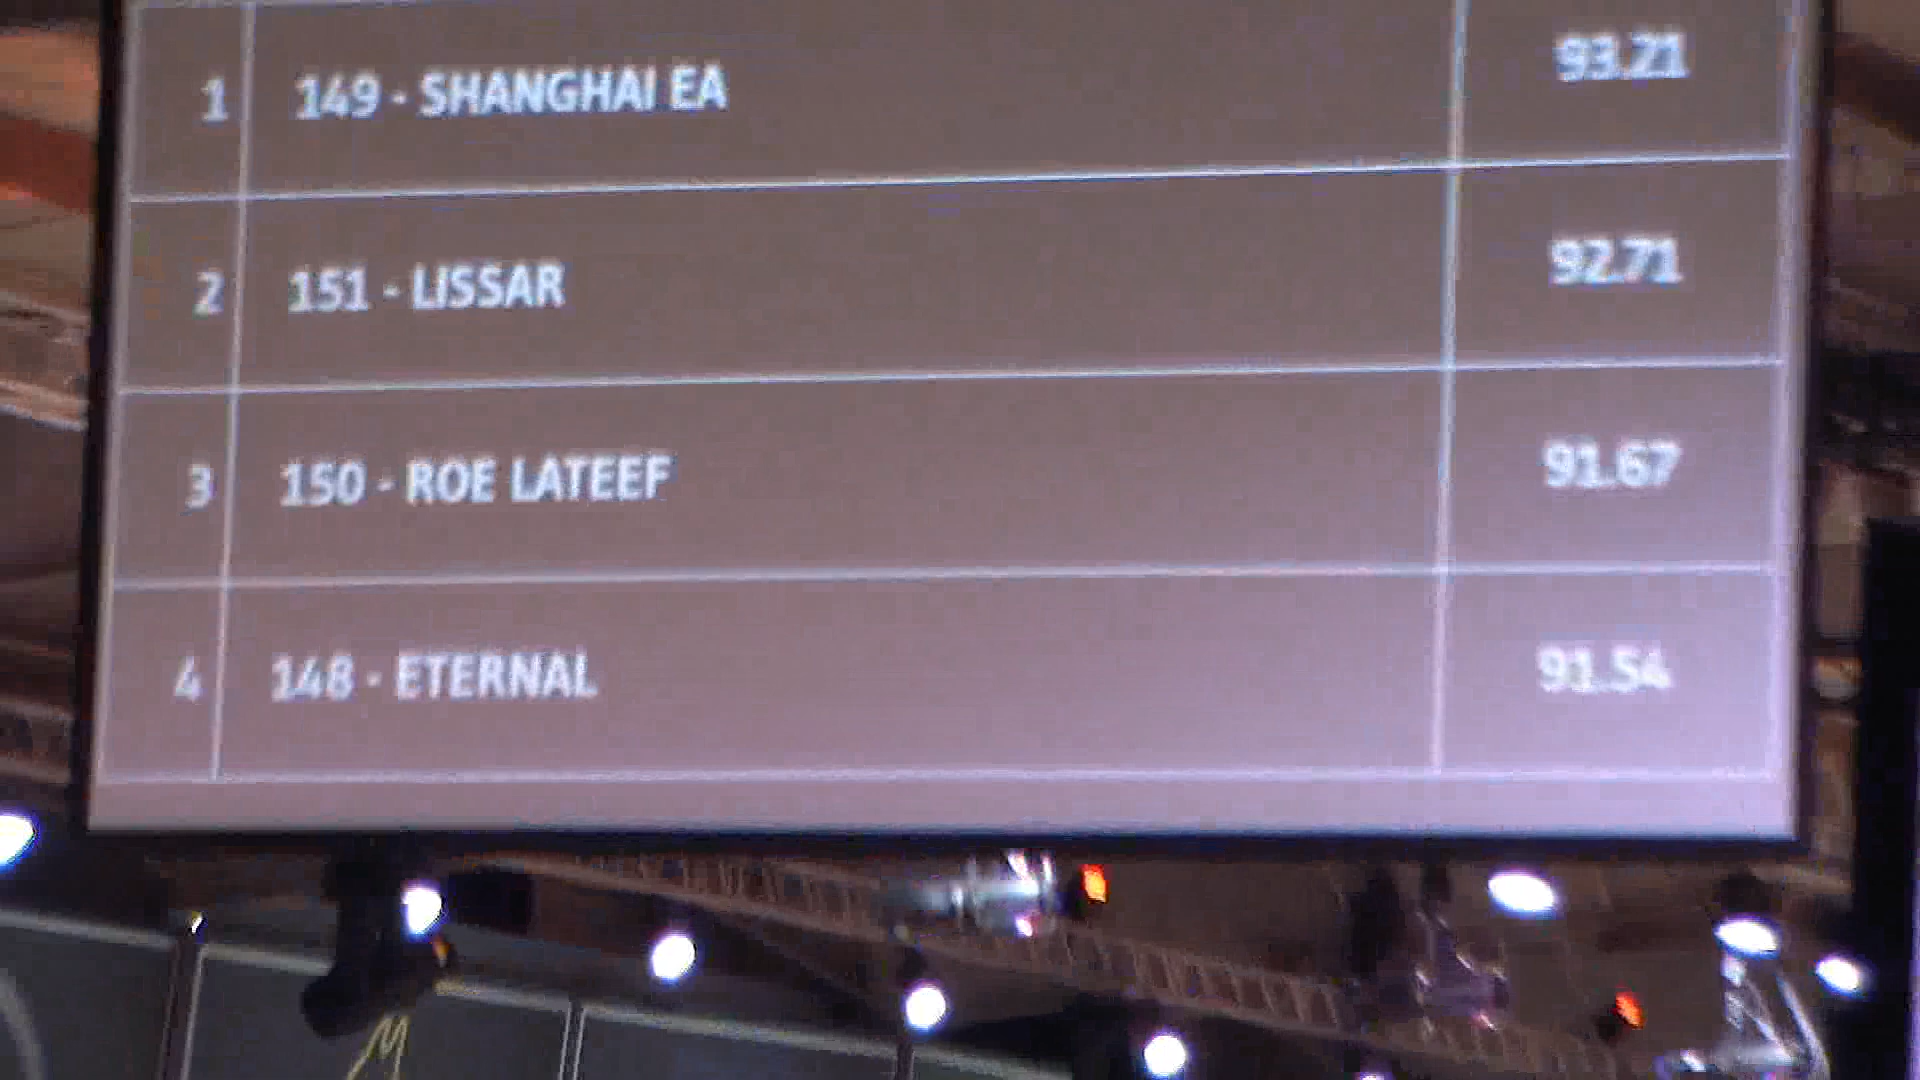 1 149 - SHANGHAI EA 93.21
2 151 - LISSAR 92.71
3 150 - ROE LATEEF 91.67
4 148 - ETERNAL 91.54